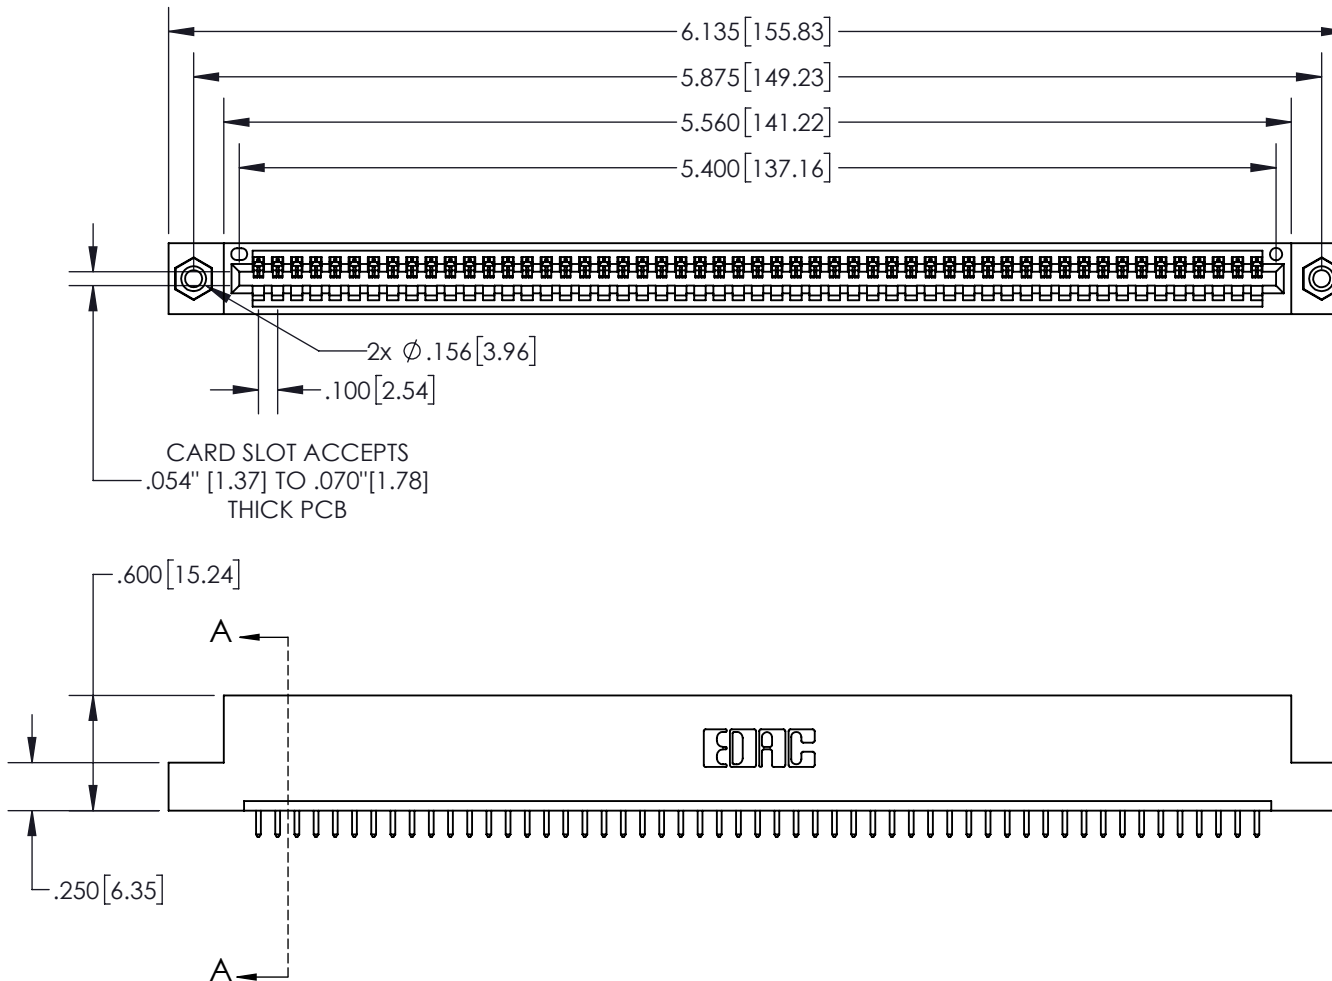 6.135[155.83]
5.875[149.23]
5.560[141.22]
5.400[137.16]
2x Ø.156[3.96]
.100[2.54]
CARD SLOT ACCEPTS
.054" [1.37] TO .070"[1.78]
THICK PCB
.600[15.24]
A
EDAC
.250[6.35]
A